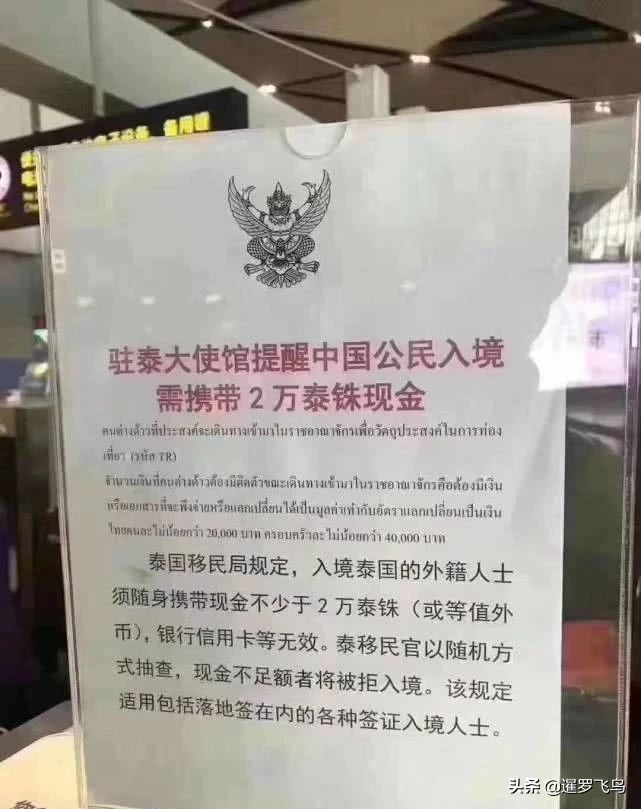 备用锂
驻泰大使馆提醒中国公民入境
需携带2万泰铢现金
คนต่างด้าวที่ประสงค์จะเดินทางเข้ามาในราชอาณาจักรเพื่อวัตถุประสงค์ในการท่อง
เที่ยว (รหัส TR)
จำนวนเงินที่คนต่างด้าวต้องมีติดตัวขณะเดินทางเข้ามาในราชอาณาจักรคือต้องมีเงิน
หรือเอกสารที่จะพึงจ่ายหรือแลกเปลี่ยนได้เป็นมูลค่าเท่ากับอัตราแลกเปลี่ยนเป็นเงิน
ไทยคนละไม่น้อยกว่า 20,000 บาท ครอบครัวละไม่น้อยกว่า 40,000 บาท
泰国移民局规定，入境泰国的外籍人士
须随身携带现金不少于2万泰铢（或等值外
币），银行信用卡等无效。泰移民官以随机方
式抽查，现金不足额者将被拒入境。该规定
适用包括落地签在内的各种签证入境人士。
头条 @暹罗飞鸟